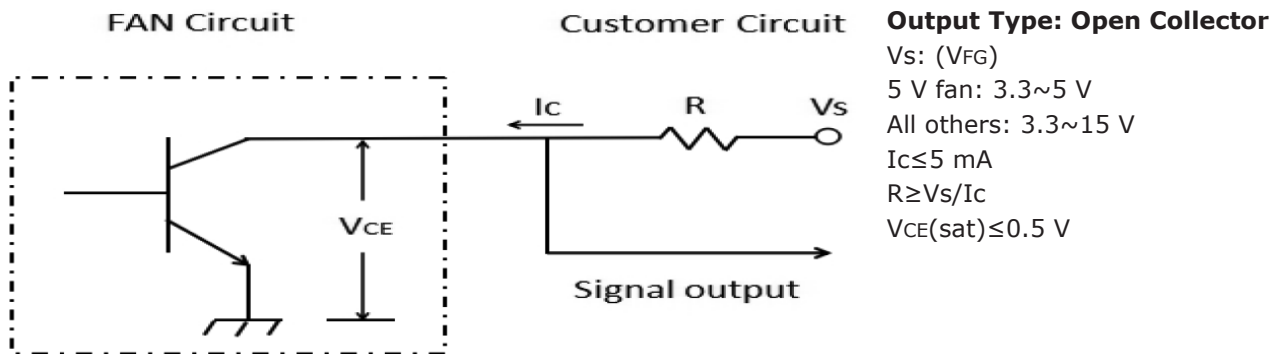 FAN Circuit
Customer Circuit
Ic
R
Vs
VCE
Signal output
Output Type: Open Collector
Vs: (VFG)
5 V fan: 3.3~5 V
All others: 3.3~15 V
Ic≤5 mA
R≥Vs/Ic
VCE(sat)≤0.5 V